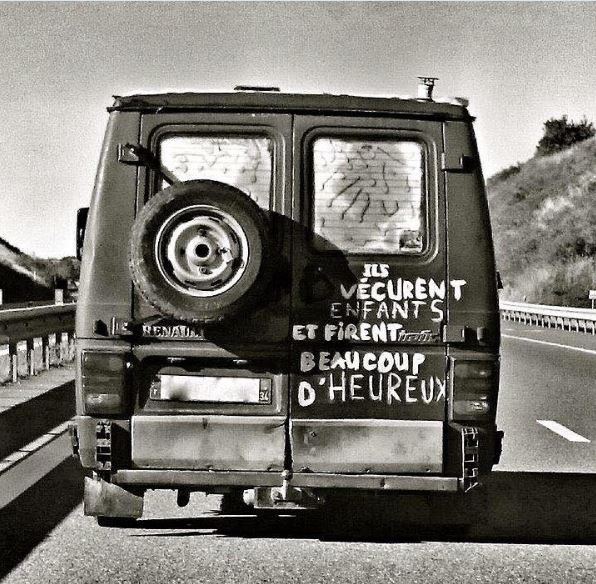 ILS
VÉCURENT
ENFANTS
ET FiRENT
RENAULT
BEAUCOUP
D'HEUREUX